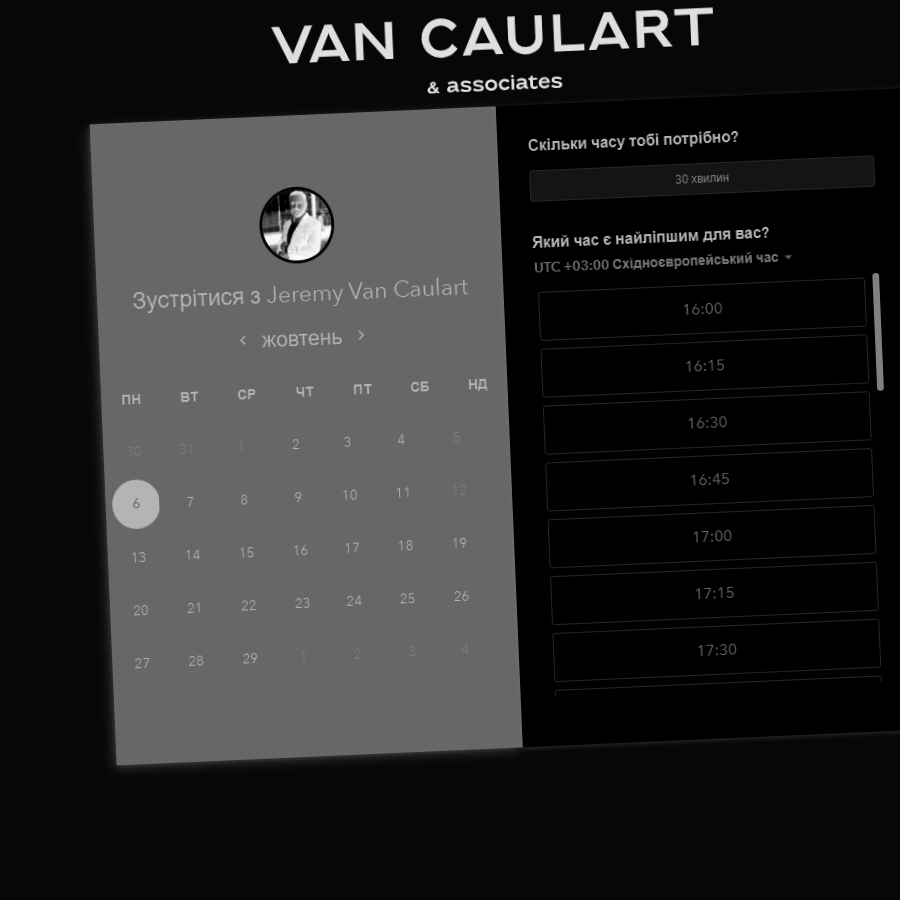 VAN CAULART
& associates
Зустрітися з Jeremy Van Caulart
жовтень
ПН ВТ СР ЧТ ПТ СБ НД
30 31 1 2 3 4 5
6 7 8 9 10 11 12
13 14 15 16 17 18 19
20 21 22 23 24 25 26
27 28 29 1 2 3 4
Скільки часу тобі потрібно?
30 хвилин
Який час є найліпшим для вас?
UTC +03:00 Східноєвропейський час
16:00
16:15
16:30
16:45
17:00
17:15
17:30